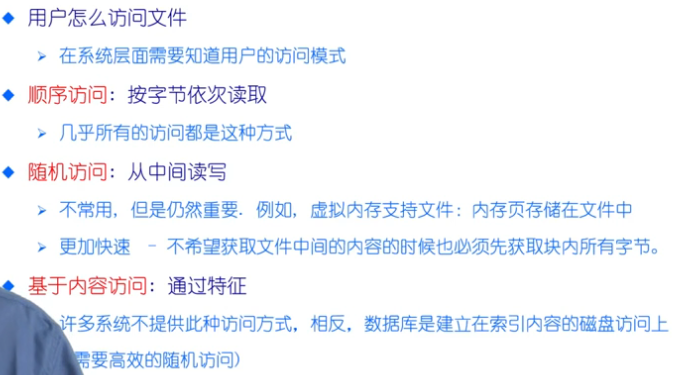 用户怎么访问文件
在系统层面需要知道用户的访问模式
顺序访问：按字节依次读取
几乎所有的访问都是这种方式
随机访问：从中间读写
不常用，但是仍然重要．例如，虚拟内存支持文件：内存页存储在文件中
更加快速 - 不希望获取文件中间的内容的时候也必须先获取块内所有字节。
基于内容访问：通过特征
许多系统不提供此种访问方式，相反，数据库是建立在索引内容的磁盘访问上
需要高效的随机访问)